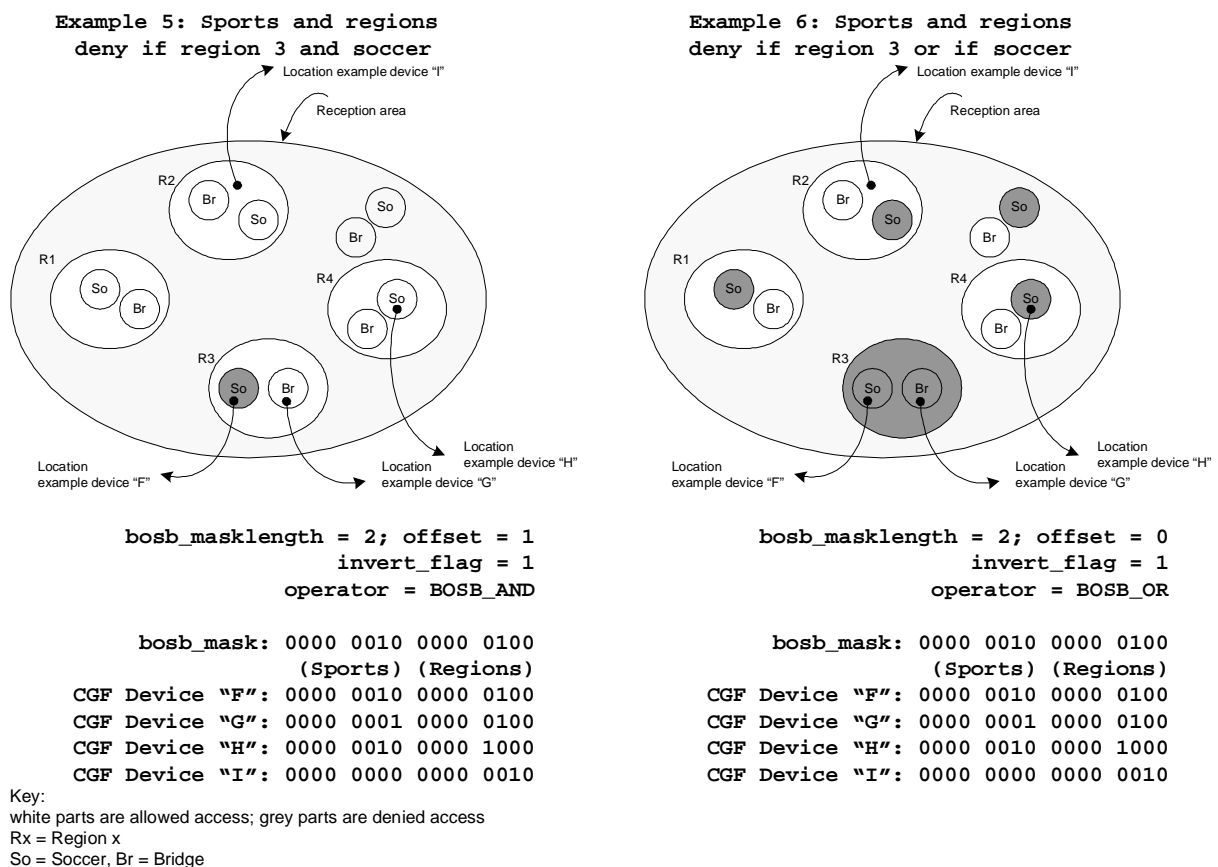 Example 5: Sports and regions
deny if region 3 and soccer
Location example device “I”
Reception area
R2
Br
So
So
Br
R1
So
Br
R4
So
Br
R3
So
Br
Location
example device “F”
Location
example device “G”
Location
example device “H”
bosb_masklength = 2; offset = 1
invert_flag = 1
operator = BOSB_AND
bosb_mask: 0000 0010 0000 0100
(Sports) (Regions)
CGF Device “F”: 0000 0010 0000 0100
CGF Device “G”: 0000 0001 0000 0100
CGF Device “H”: 0000 0010 0000 1000
CGF Device “I”: 0000 0000 0000 0010
Key:
white parts are allowed access; grey parts are denied access
Rx = Region x
So = Soccer, Br = Bridge
Example 6: Sports and regions
deny if region 3 or if soccer
Location example device “I”
Reception area
R2
Br
So
So
Br
R1
So
Br
R4
So
Br
R3
So
Br
Location
example device “F”
Location
example device “G”
Location
example device “H”
bosb_masklength = 2; offset = 0
invert_flag = 1
operator = BOSB_OR
bosb_mask: 0000 0010 0000 0100
(Sports) (Regions)
CGF Device “F”: 0000 0010 0000 0100
CGF Device “G”: 0000 0001 0000 0100
CGF Device “H”: 0000 0010 0000 1000
CGF Device “I”: 0000 0000 0000 0010